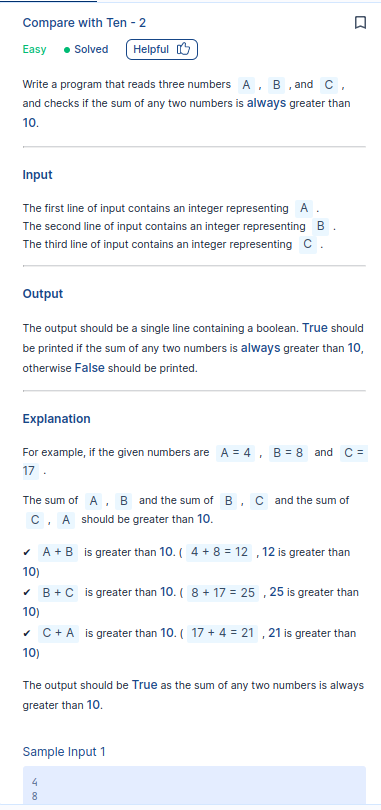 Compare with Ten - 2
Easy Solved Helpful
Write a program that reads three numbers A , B , and C ,
and checks if the sum of any two numbers is always greater than
10.
Input
The first line of input contains an integer representing A .
The second line of input contains an integer representing B .
The third line of input contains an integer representing C .
Output
The output should be a single line containing a boolean. True should
be printed if the sum of any two numbers is always greater than 10,
otherwise False should be printed.
Explanation
For example, if the given numbers are A = 4 , B = 8 and C =
17 .
The sum of A , B and the sum of B , C and the sum of
C , A should be greater than 10.
✔ A + B is greater than 10. ( 4 + 8 = 12 , 12 is greater than
10)
✔ B + C is greater than 10. ( 8 + 17 = 25 , 25 is greater than
10)
✔ C + A is greater than 10. ( 17 + 4 = 21 , 21 is greater than
10)
The output should be True as the sum of any two numbers is always
greater than 10.
Sample Input 1
4
8